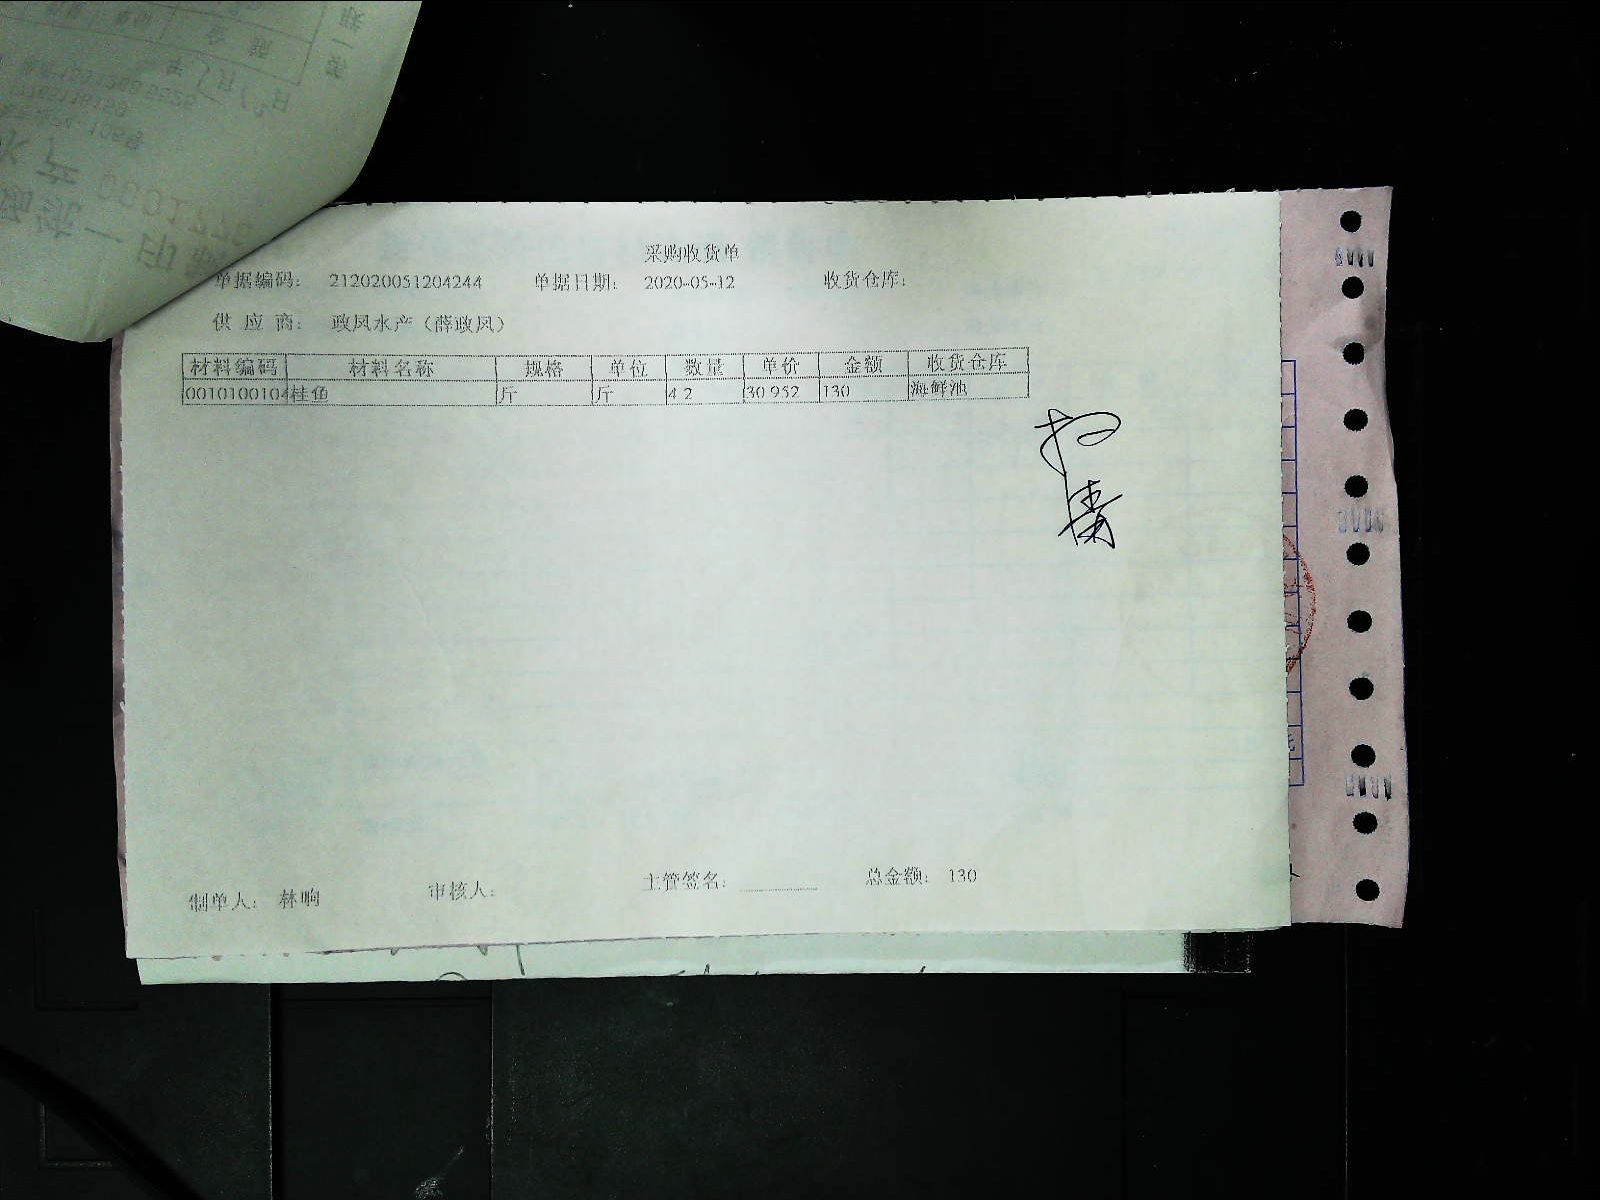 采购收货单
单据编码： 212020051204244 单据日期： 2020-05-12 收货仓库：
供 应 商： 政凤水产（薛政凤）
材料编码 材料名称 规格 单位 数量 单价 金额 收货仓库
0010100104 桂鱼 斤 斤 4.2 30.952 130 海鲜池
制单人： 林响 审核人： 主管签名： 总金额： 130